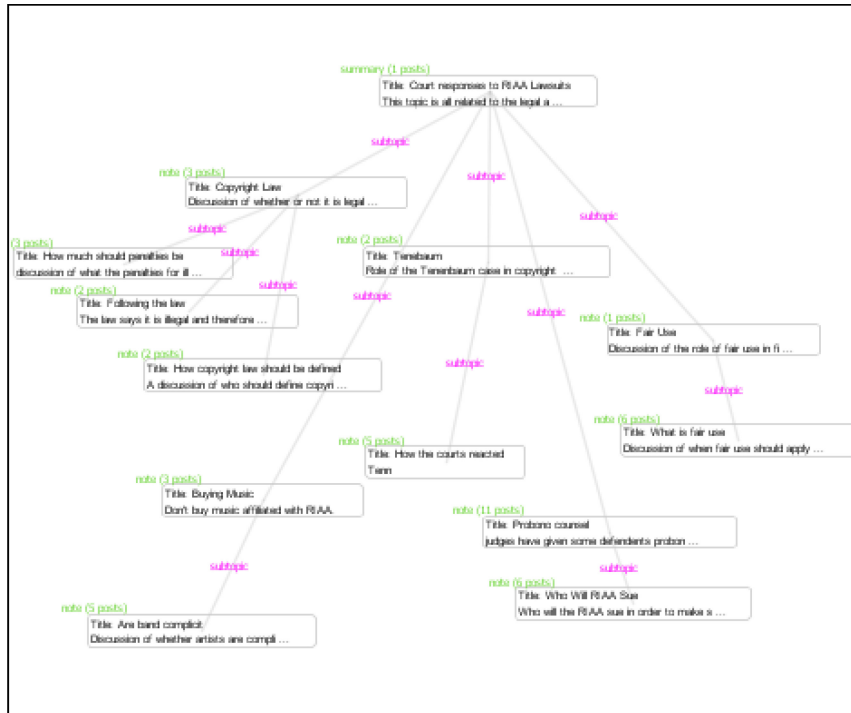 summary (1 posts)
Title: Court responses to RIAA Lawsuits
This topic is all related to the legal a ...
subtopic
note (3 posts)
Title: Copyright Law
Discussion of whether or not it is legal ...
subtopic
subtopic
subtopic
(3 posts)
Title: How much should penalties be
discussion of what the penalties for ill ...
subtopic
note (2 posts)
Title: Tenebaum
Role of the Tenenbaum case in copyright ...
note (2 posts)
Title: Following the law
The law says it is illegal and therefore ...
subtopic
subtopic
subtopic
note (1 posts)
Title: Fair Use
Discussion of the role of fair use in fi ...
note (2 posts)
Title: How copyright law should be defined
A discussion of who should define copyri ...
subtopic
subtopic
note (6 posts)
Title: What is fair use
Discussion of when fair use should apply ...
note (5 posts)
Title: How the courts reacted
Tenn
note (3 posts)
Title: Buying Music
Don't buy music affiliated with RIAA.
note (11 posts)
Title: Probono counsel
judges have given some defendents probon ...
subtopic
subtopic
note (6 posts)
Title: Who Will RIAA Sue
Who will the RIAA sue in order to make s ...
note (5 posts)
Title: Are band complicit
Discussion of whether artists are compli ...